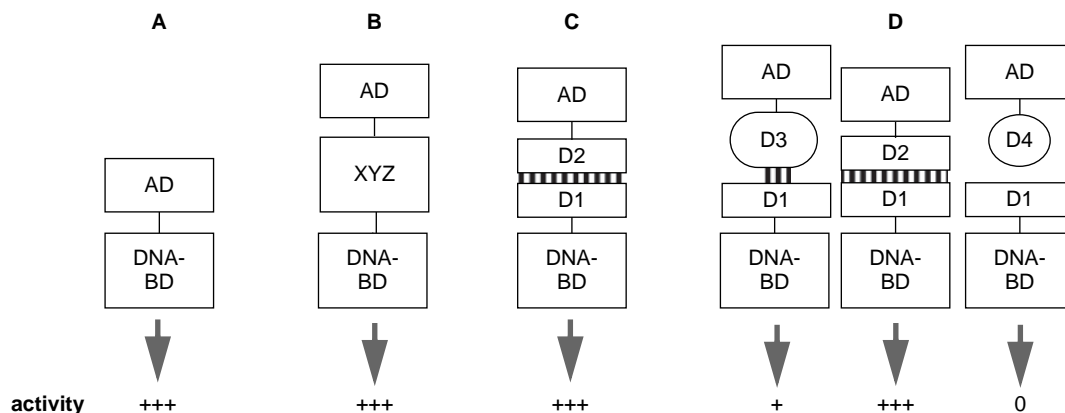 A B C D
AD
DNA-
BD
AD
XYZ
DNA-
BD
AD
D2
D1
DNA-
BD
AD
D3
D1
DNA-
BD
AD
D2
D1
DNA-
BD
AD
D4
D1
DNA-
BD
activity +++ +++ +++ + +++ 0